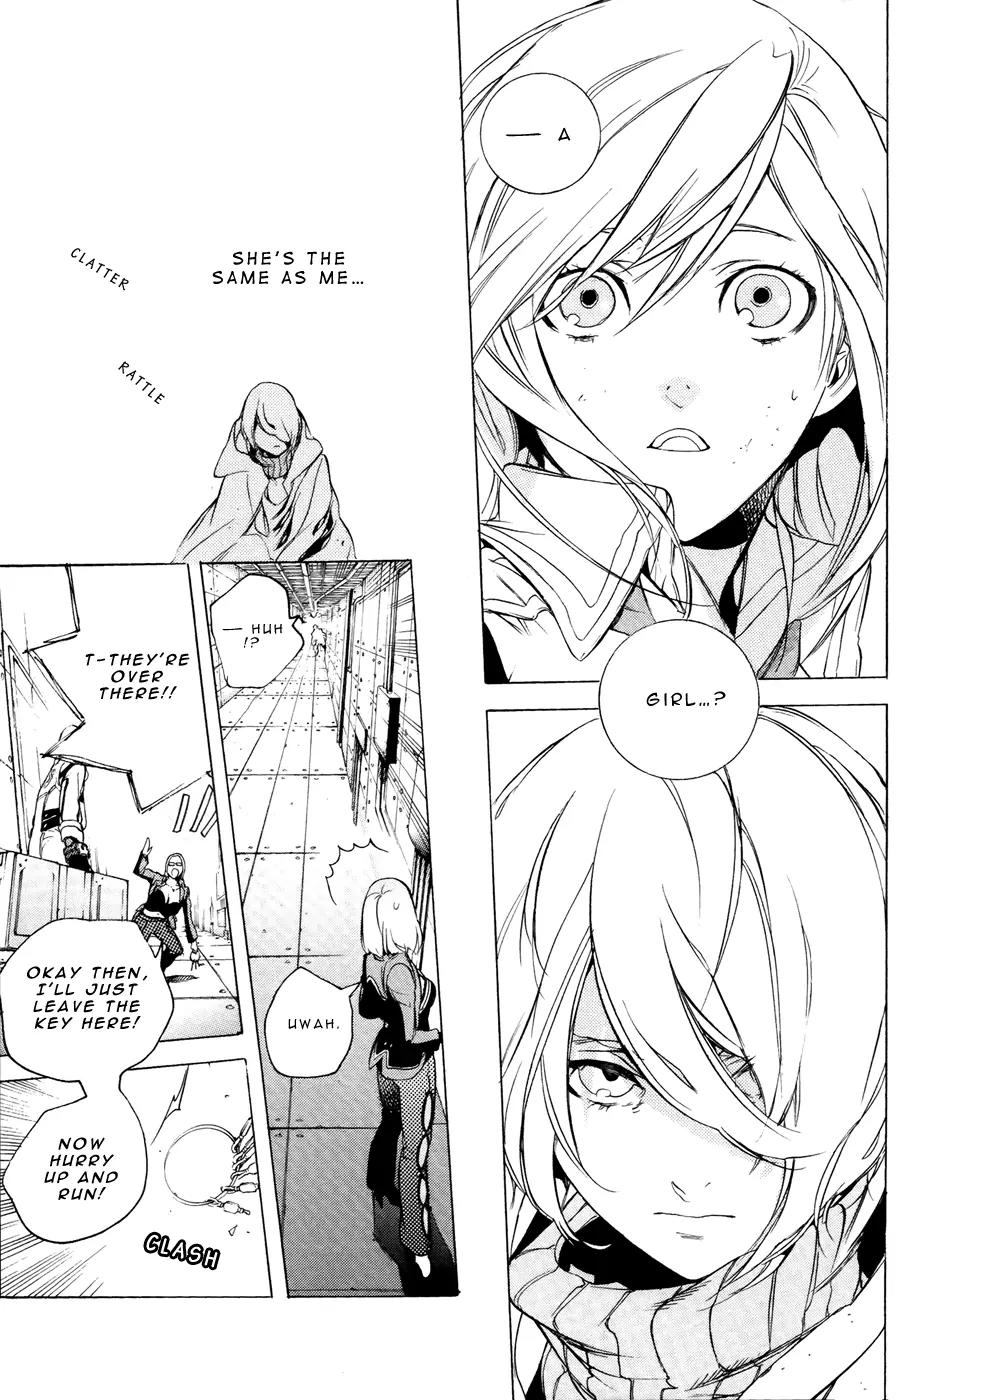 — A
GIRL...?
SHE'S THE
SAME AS ME...
CLATTER
RATTLE
— HUH
!?
UWAH.
T-THEY'RE
OVER
THERE!!
OKAY THEN,
I'LL JUST
LEAVE THE
KEY HERE!
NOW
HURRY
UP AND
RUN!
CLASH